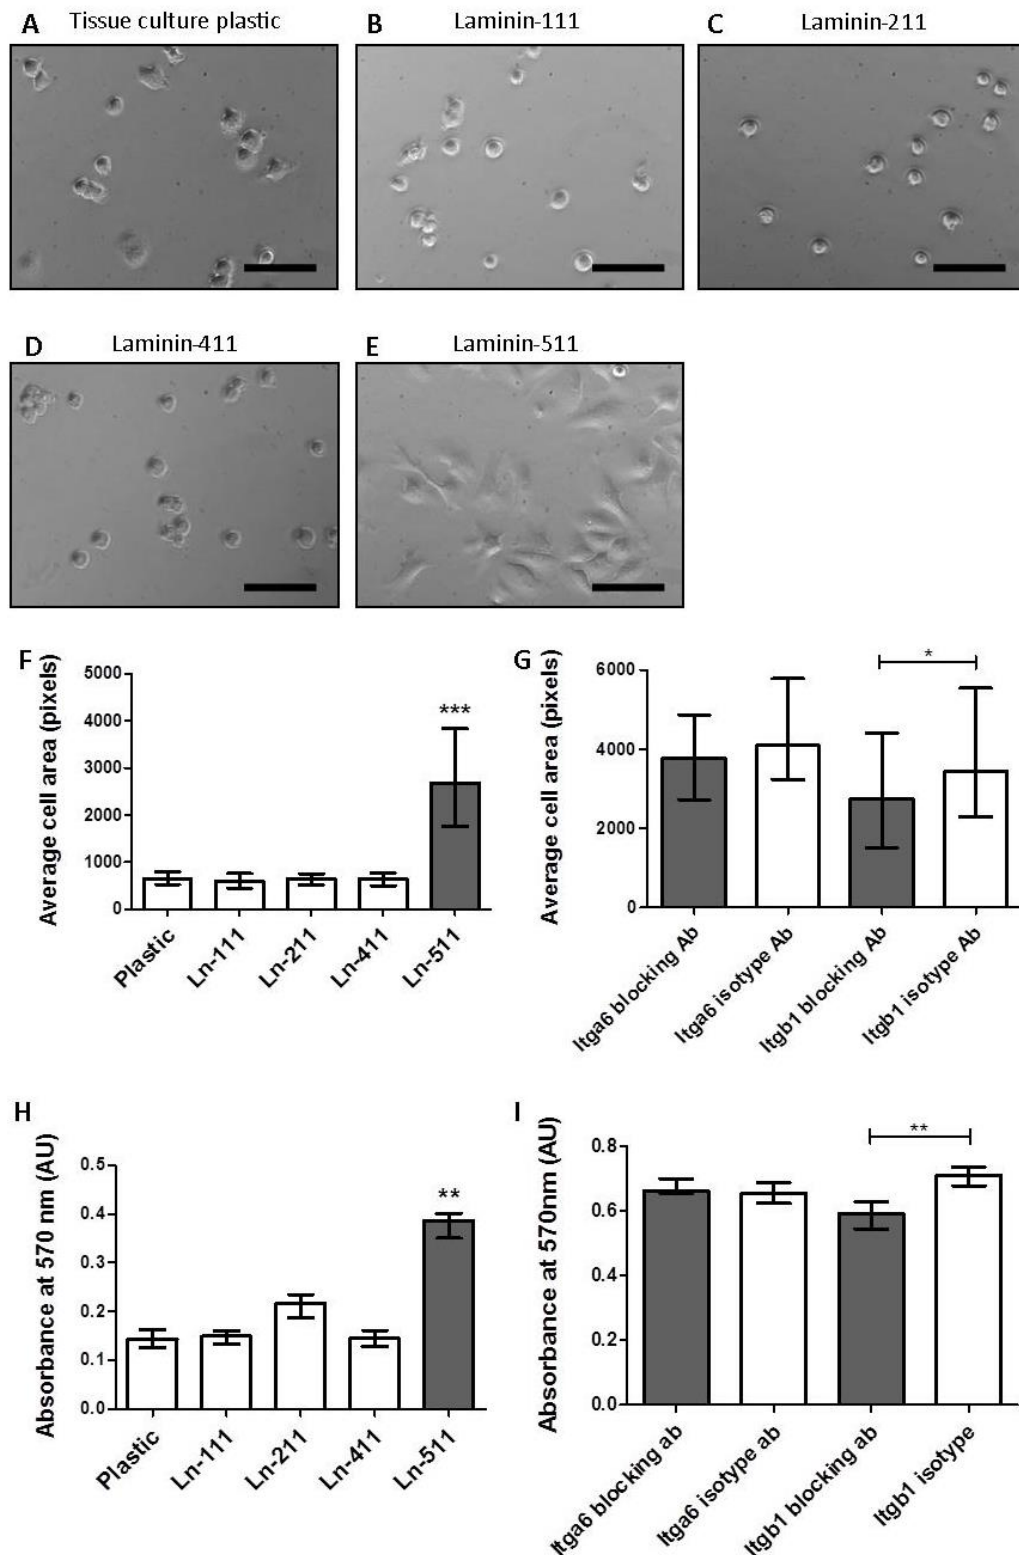 A Tissue culture plastic
B Laminin-111
C Laminin-211
D Laminin-411
E Laminin-511
F
Average cell area (pixels)
5000
4000
3000
2000
1000
0
***
Plastic
Ln-111
Ln-211
Ln-411
Ln-511
G
Average cell area (pixels)
6000
4000
2000
0
*
Itga6 blocking Ab
Itga6 isotype Ab
Itgb1 blocking Ab
Itgb1 isotype Ab
H
Absorbance at 570 nm (AU)
0.5
0.4
0.3
0.2
0.1
0.0
**
Plastic
Ln-111
Ln-211
Ln-411
Ln-511
I
Absorbance at 570nm (AU)
0.8
0.6
0.4
0.2
0.0
**
Itga6 blocking ab
Itga6 isotype ab
Itgb1 blocking ab
Itgb1 isotype